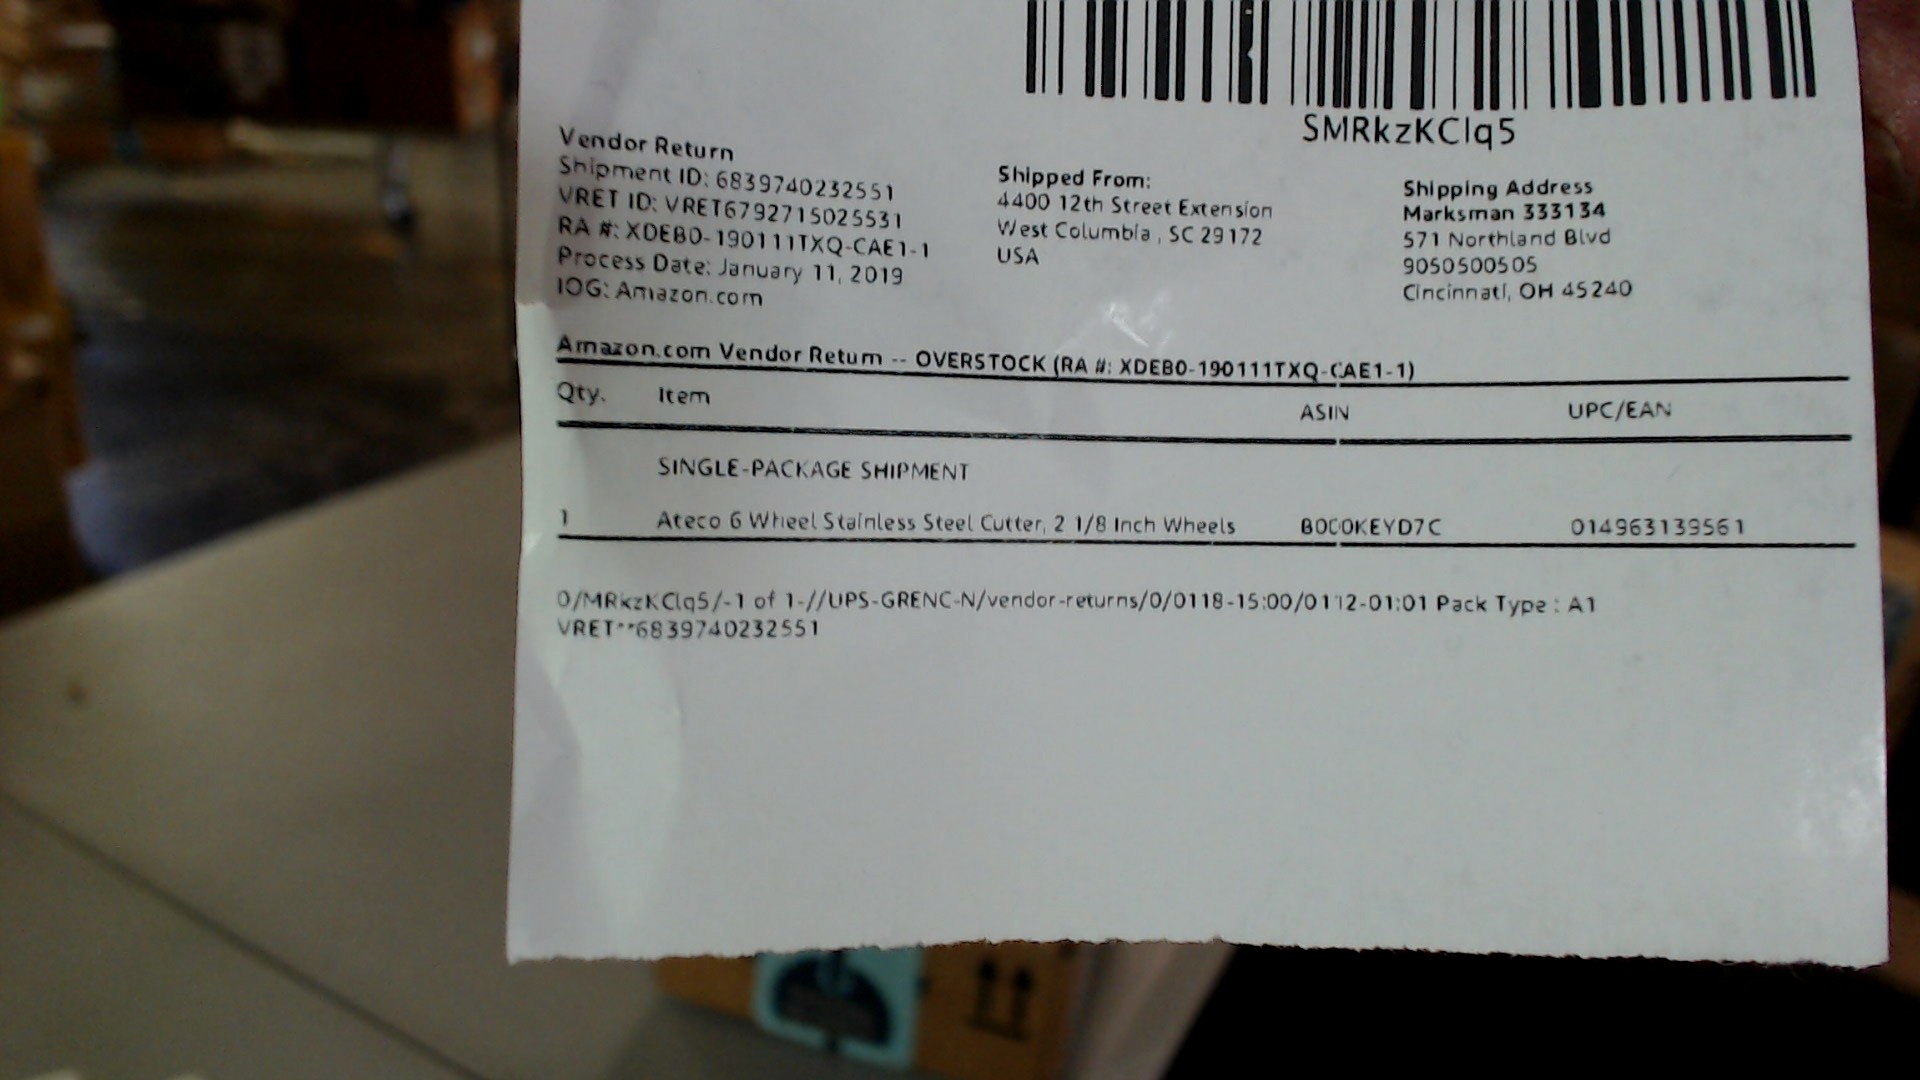 SMRkzKClq5
Vendor Return
Shipment ID: 6839740232551
VRET ID: VRET6792715025531
RA #: XDEB0-190111TXQ-CAE1-1
Process Date: January 11, 2019
IOG: Amazon.com
Shipped From:
4400 12th Street Extension
West Columbia , SC 29172
USA
Shipping Address
Marksman 333134
571 Northland Blvd
9050500505
Cincinnati, OH 45240
Amazon.com Vendor Return -- OVERSTOCK (RA #: XDEB0-190111TXQ-CAE1-1)
Qty. Item ASIN UPC/EAN
SINGLE-PACKAGE SHIPMENT
1 Ateco 6 Wheel Stainless Steel Cutter, 2 1/8 Inch Wheels B000KEYD7C 014963139561
0/MRkzKClq5/-1 of 1-//UPS-GRENC-N/vendor-returns/0/0118-15:00/0112-01:01 Pack Type : A1
VRET**6839740232551